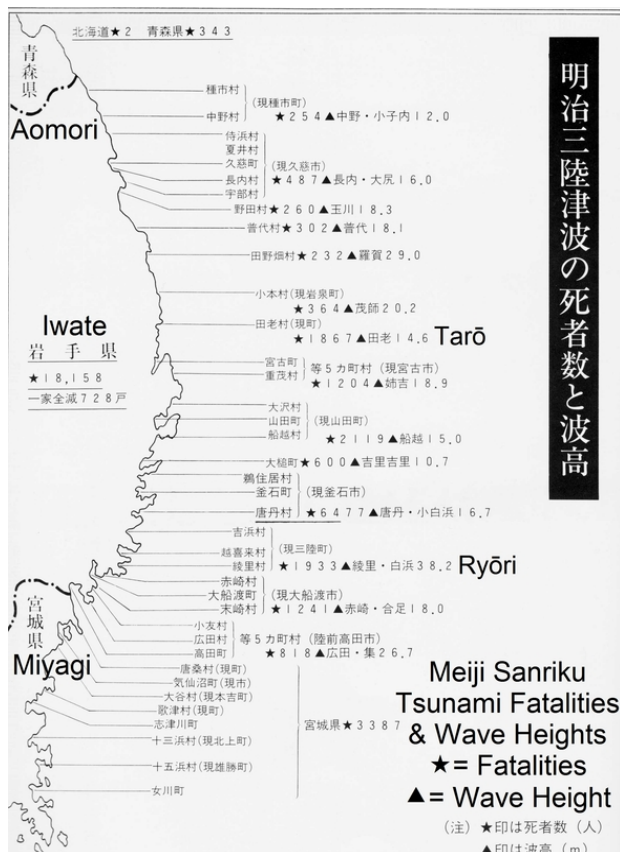 明治三陸津波の死者数と波高
北海道★2 青森県★343
青森県
Aomori
種市村
(現種市町)
中野村
★254▲中野・小子内12.0
侍浜村
夏井村
久慈町
(現久慈市)
長内村
★487▲長内・大尻16.0
宇部村
野田村★260▲玉川18.3
普代村★302▲普代18.1
田野畑村★232▲羅賀29.0
小本村(現岩泉町)
★364▲茂師20.2
田老村(現町)
★1867▲田老14.6
Tarō
Iwate
岩手県
★18,158
一家全滅728戸
宮古町
等5カ町村(現宮古市)
重茂村
★1204▲姉吉18.9
大沢村
山田町
(現山田町)
船越村
★2119▲船越15.0
大槌町★600▲吉里吉里10.7
鵜住居村
釜石町
(現釜石市)
唐丹村
★6477▲唐丹・小白浜16.7
吉浜村
越喜来村
(現三陸町)
綾里村
★1933▲綾里・白浜38.2
Ryōri
赤崎村
大船渡町
(現大船渡市)
末崎村
★1241▲赤崎・合足18.0
宮城県
Miyagi
小友村
広田村
等5カ町村(陸前高田市)
高田町
★818▲広田・集26.7
唐桑村(現町)
気仙沼町(現市)
大谷村(現本吉町)
歌津村(現町)
志津川町
宮城県★3387
十三浜村(現北上町)
十五浜村(現雄勝町)
女川町
Meiji Sanriku
Tsunami Fatalities
& Wave Heights
★= Fatalities
▲= Wave Height
(注) ★印は死者数(人)
▲印は波高(m)